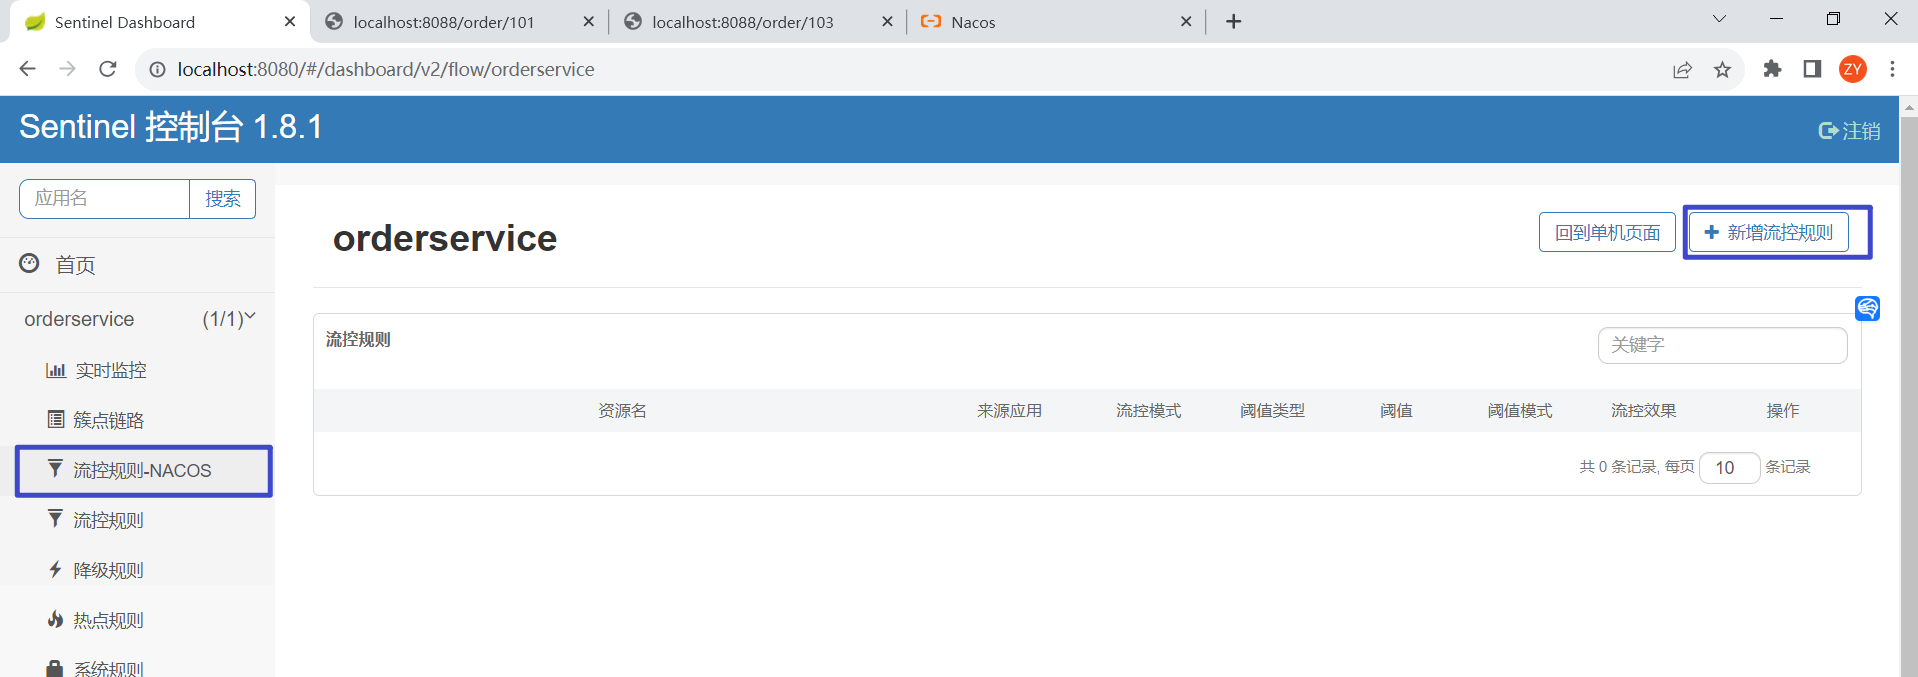 Sentinel Dashboard
localhost:8088/order/101
localhost:8088/order/103
Nacos
localhost:8080/#/dashboard/v2/flow/orderservice
ZY
Sentinel 控制台 1.8.1
注销
应用名
搜索
orderservice
回到单机页面
新增流控规则
首页
orderservice (1/1)
流控规则
关键字
实时监控
资源名 来源应用 流控模式 阈值类型 阈值 阈值模式 流控效果 操作
簇点链路
流控规则-NACOS
共 0 条记录, 每页 10 条记录
流控规则
降级规则
热点规则
系统规则